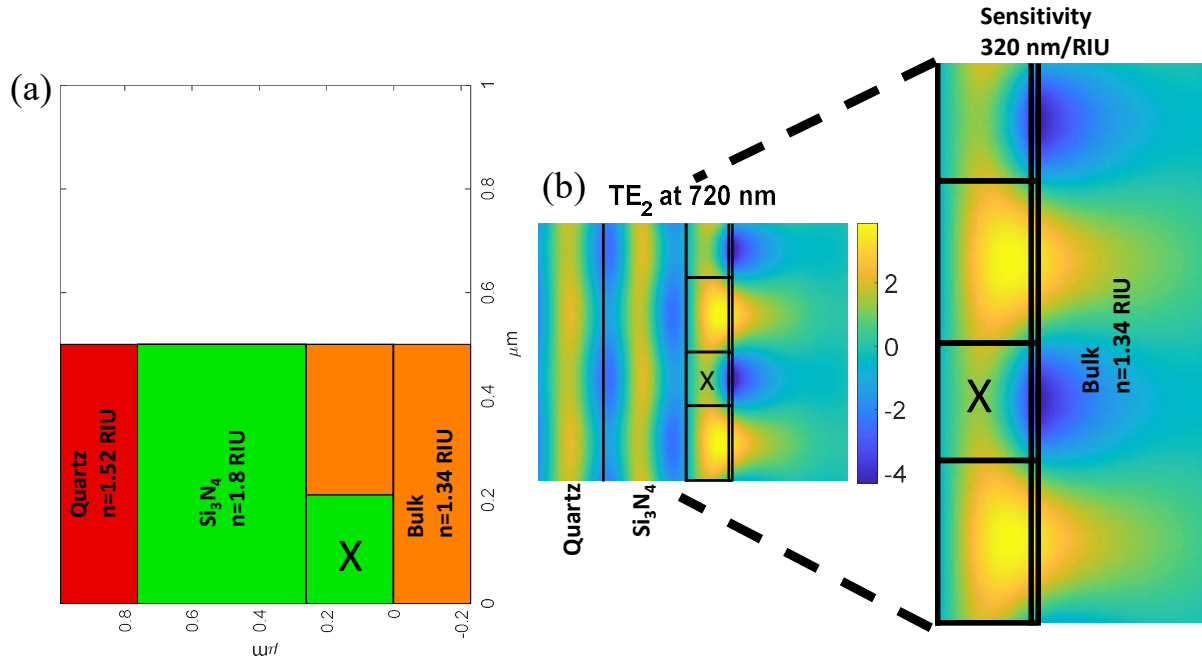 (a)
1
0.8
0.6
0.4
0.2
0
μm
0.8
0.6
0.4
0.2
0
-0.2
μm
Quartz
n=1.52 RIU
Si₃N₄
n=1.8 RIU
X
Bulk
n=1.34 RIU
(b)
TE₂ at 720 nm
X
Quartz
Si₃N₄
2
0
-2
-4
Sensitivity
320 nm/RIU
X
Bulk
n=1.34 RIU